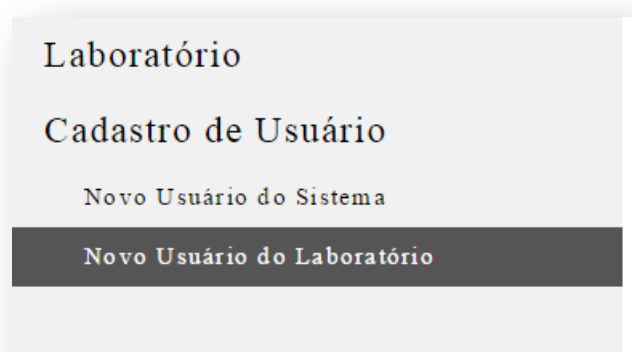 Laboratório
Cadastro de Usuário
Novo Usuário do Sistema
Novo Usuário do Laboratório